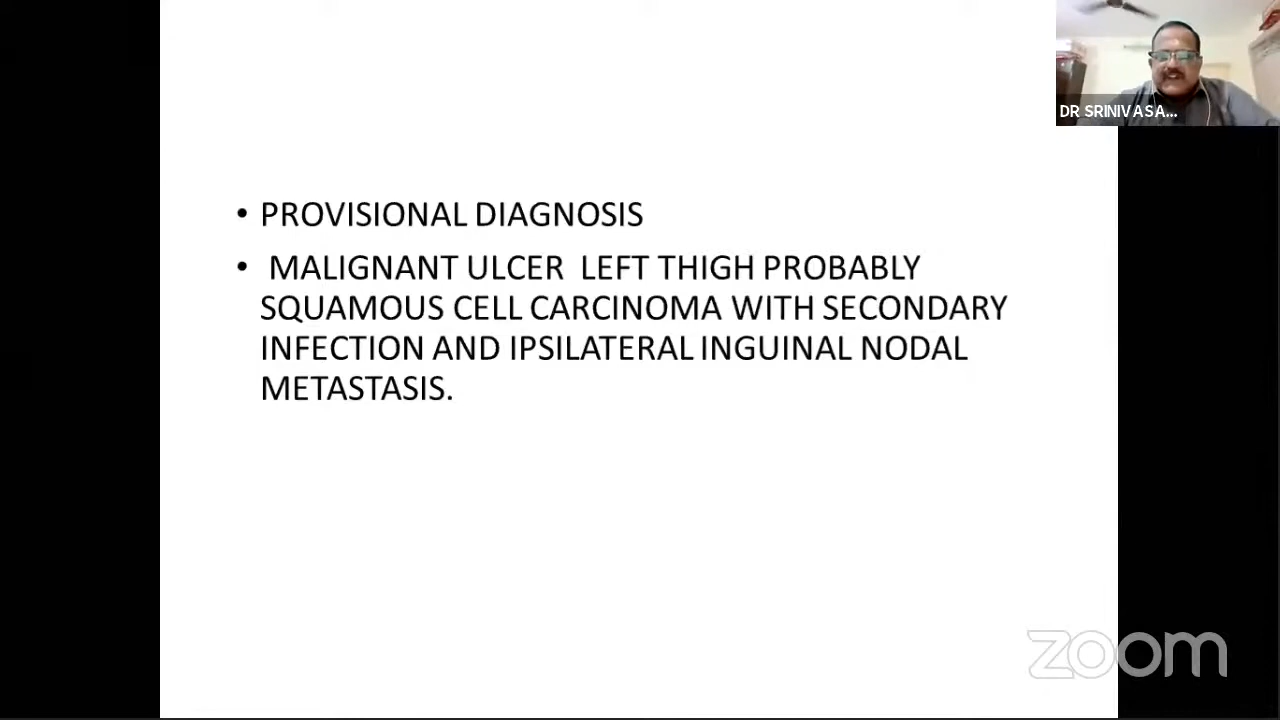 DR SRINIVASA...
• PROVISIONAL DIAGNOSIS
• MALIGNANT ULCER LEFT THIGH PROBABLY
SQUAMOUS CELL CARCINOMA WITH SECONDARY
INFECTION AND IPSILATERAL INGUINAL NODAL
METASTASIS.
zoom